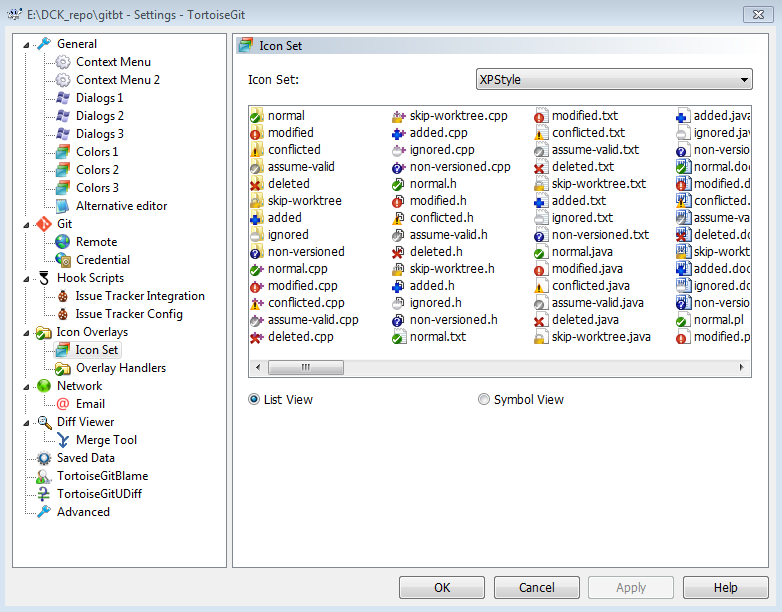 E:\DCK_repo\gitbt - Settings - TortoiseGit
General
Context Menu
Context Menu 2
Dialogs 1
Dialogs 2
Dialogs 3
Colors 1
Colors 2
Colors 3
Alternative editor
Git
Remote
Credential
Hook Scripts
Issue Tracker Integration
Issue Tracker Config
Icon Overlays
Icon Set
Overlay Handlers
Network
Email
Diff Viewer
Merge Tool
Saved Data
TortoiseGitBlame
TortoiseGitUDiff
Advanced
Icon Set
Icon Set:
XPStyle
normal
modified
conflicted
assume-valid
deleted
skip-worktree
added
ignored
non-versioned
normal.cpp
modified.cpp
conflicted.cpp
assume-valid.cpp
deleted.cpp
skip-worktree.cpp
added.cpp
ignored.cpp
non-versioned.cpp
normal.h
modified.h
conflicted.h
assume-valid.h
deleted.h
skip-worktree.h
added.h
ignored.h
non-versioned.h
normal.txt
modified.txt
conflicted.txt
assume-valid.txt
deleted.txt
skip-worktree.txt
added.txt
ignored.txt
non-versioned.txt
normal.java
modified.java
conflicted.java
assume-valid.java
deleted.java
skip-worktree.java
added.java
ignored.java
non-version
normal.doc
modified.d
conflicted.
assume-va
deleted.do
skip-workt
added.doc
ignored.do
non-version
normal.pl
modified.p
List View
Symbol View
OK
Cancel
Apply
Help